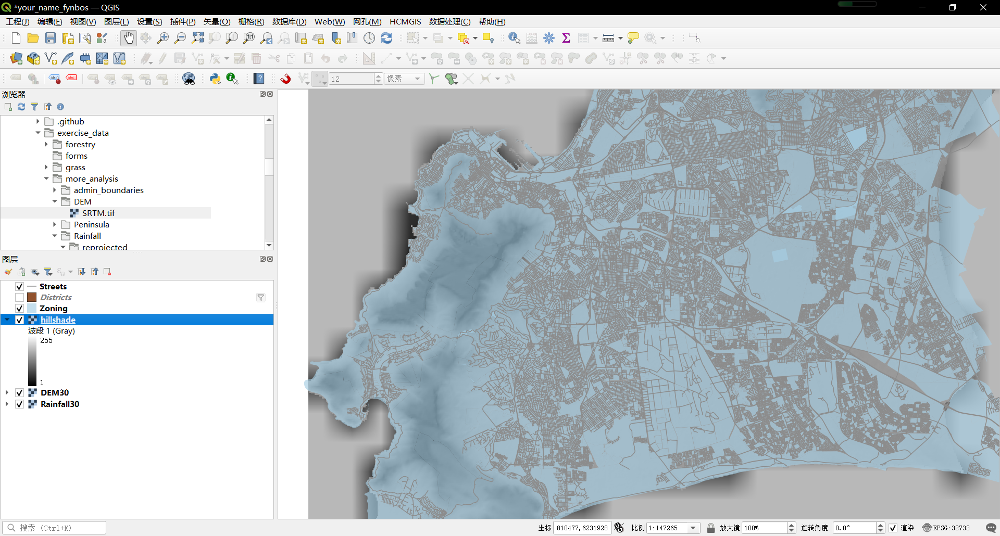 *your_name_fynbos — QGIS
工程(J) 编辑(E) 视图(V) 图层(L) 设置(S) 插件(P) 矢量(O) 栅格(R) 数据库(D) Web(W) 网孔(M) HCMGIS 数据处理(C) 帮助(H)
12 像素
浏览器
.github
exercise_data
forestry
forms
grass
more_analysis
admin_boundaries
DEM
SRTM.tif
Peninsula
Rainfall
reprojected
图层
Streets
Districts
Zoning
hillshade
波段 1 (Gray)
255
1
DEM30
Rainfall30
搜索 (Ctrl+K) 坐标 810477,6231928 比例 1:147265 放大镜 100% 旋转角度 0.0° 渲染 EPSG:32733